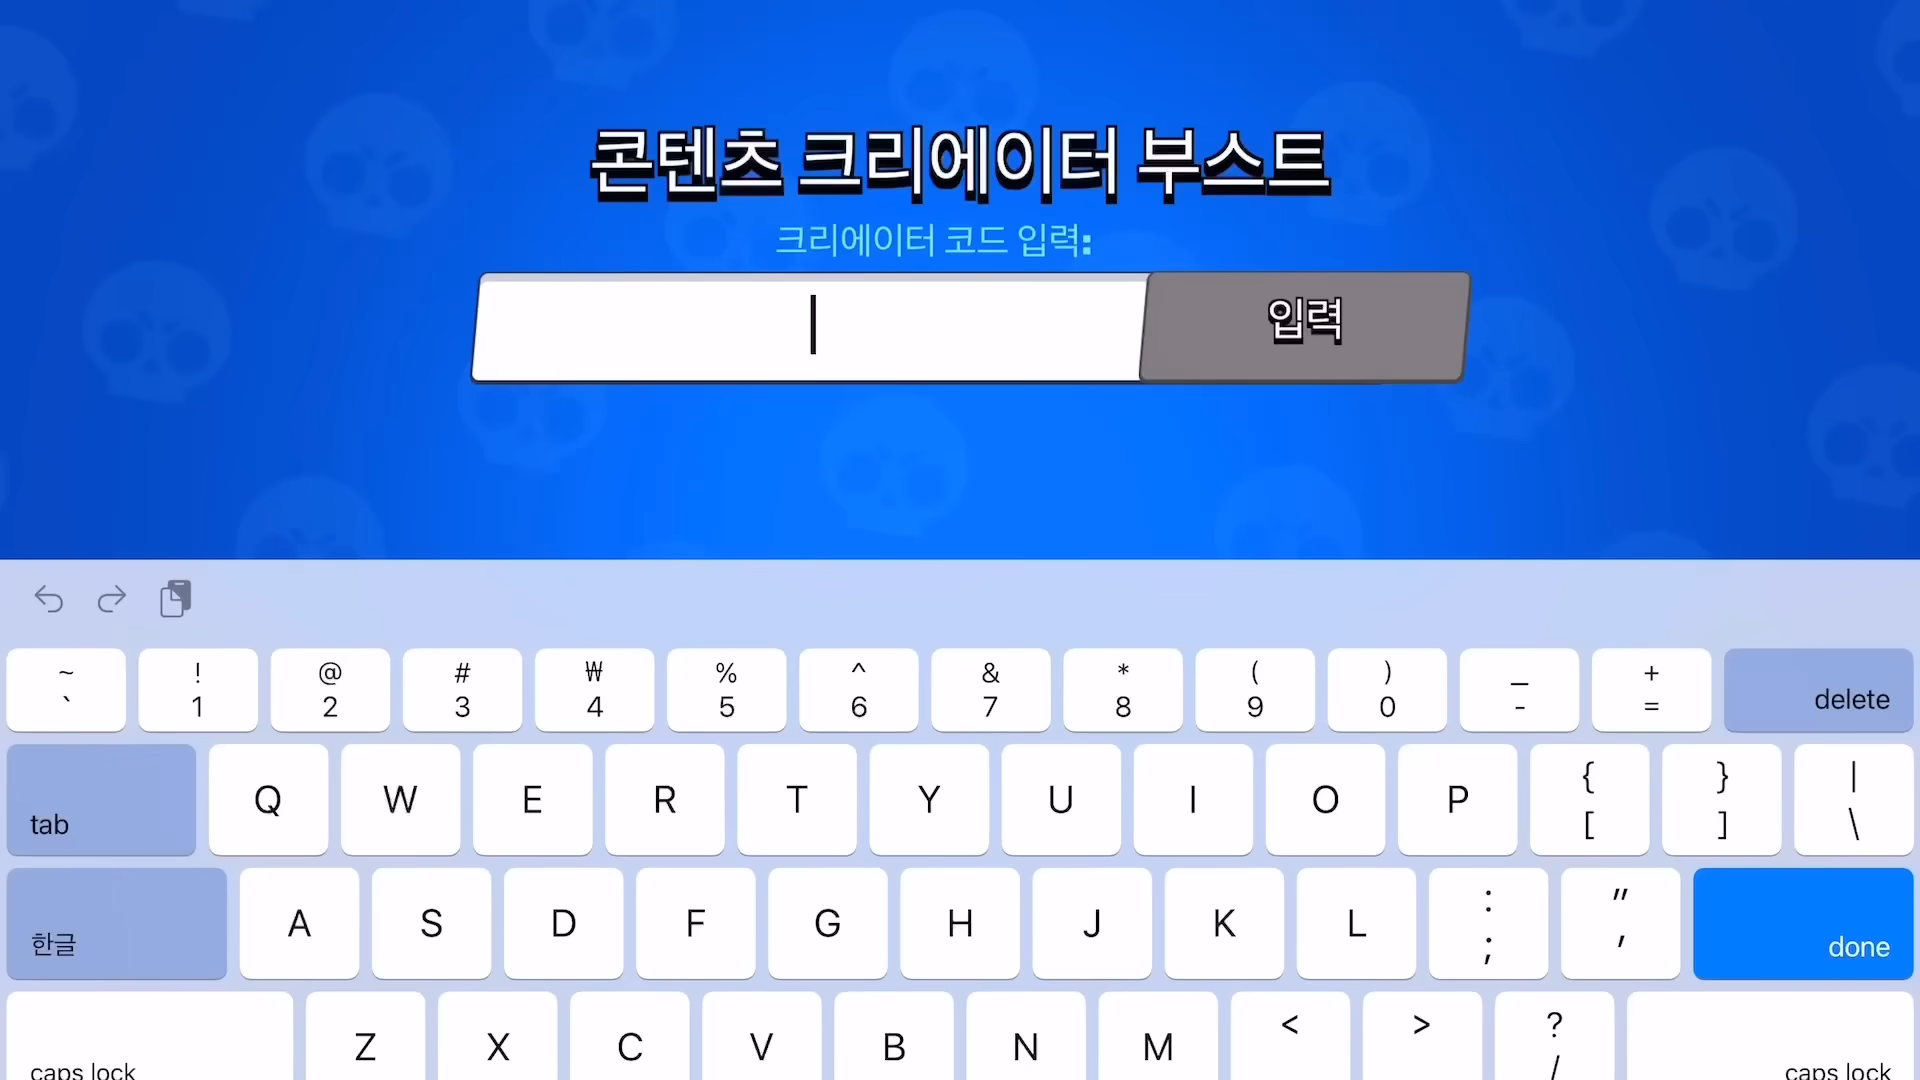 콘텐츠 크리에이터 부스트
크리에이터 코드 입력:
입력
~ ! @ # ₩ % ^ & * ( ) _ +
` 1 2 3 4 5 6 7 8 9 0 - = delete
tab Q W E R T Y U I O P { [ } ] | \
한글 A S D F G H J K L : ; " ' done
caps lock Z X C V B N M < > ? / caps lock